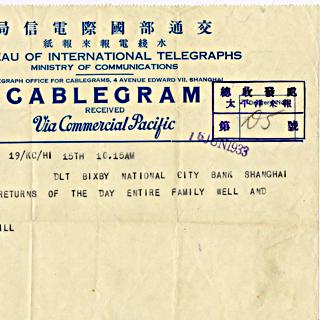 交通部國際電信局
水綫電報來報紙
EAU OF INTERNATIONAL TELEGRAPHS
MINISTRY OF COMMUNICATIONS
EGRAPH OFFICE FOR CABLEGRAMS, 4 AVENUE EDWARD VII, SHANGHAI
CABLEGRAM
RECEIVED
Via Commercial Pacific
總收發處
第 105 號
16 JUN 1933
19/KC/HI 15TH 10.15AM
DLT BIXBY NATIONAL CITY BANK SHANGHAI
RETURNS OF THE DAY ENTIRE FAMILY WELL AND
ILL